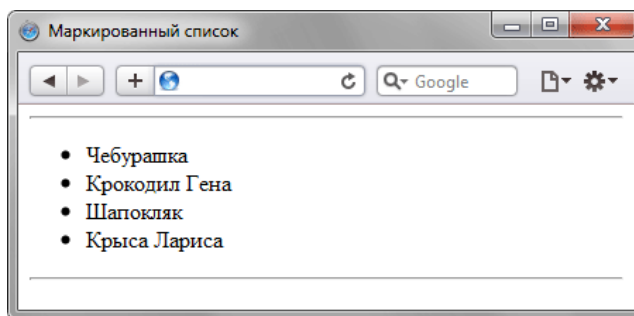 Маркированный список
Google
Чебурашка
Крокодил Гена
Шапокляк
Крыса Лариса